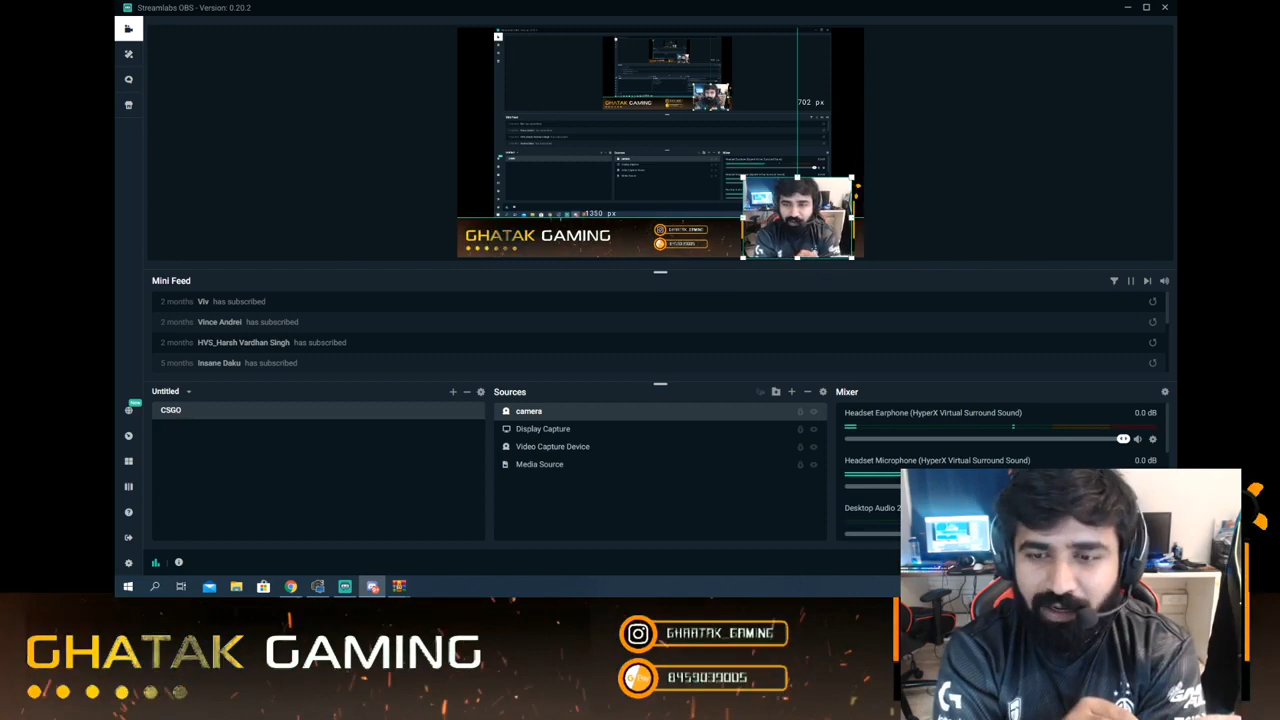 Streamlabs OBS - Version: 0.20.2
702 px
1350 px
GHATAK GAMING
Mini Feed
2 months Viv has subscribed
2 months Vince Andrei has subscribed
2 months HVS_Harsh Vardhan Singh has subscribed
5 months Insane Daku has subscribed
Untitled
Sources
Mixer
New
CSGO
camera
Display Capture
Video Capture Device
Media Source
Headset Earphone (HyperX Virtual Surround Sound) 0.0 dB
Headset Microphone (HyperX Virtual Surround Sound) 0.0 dB
Desktop Audio 2
GHATAK GAMING
GHAATAK_GAMING
8459039005